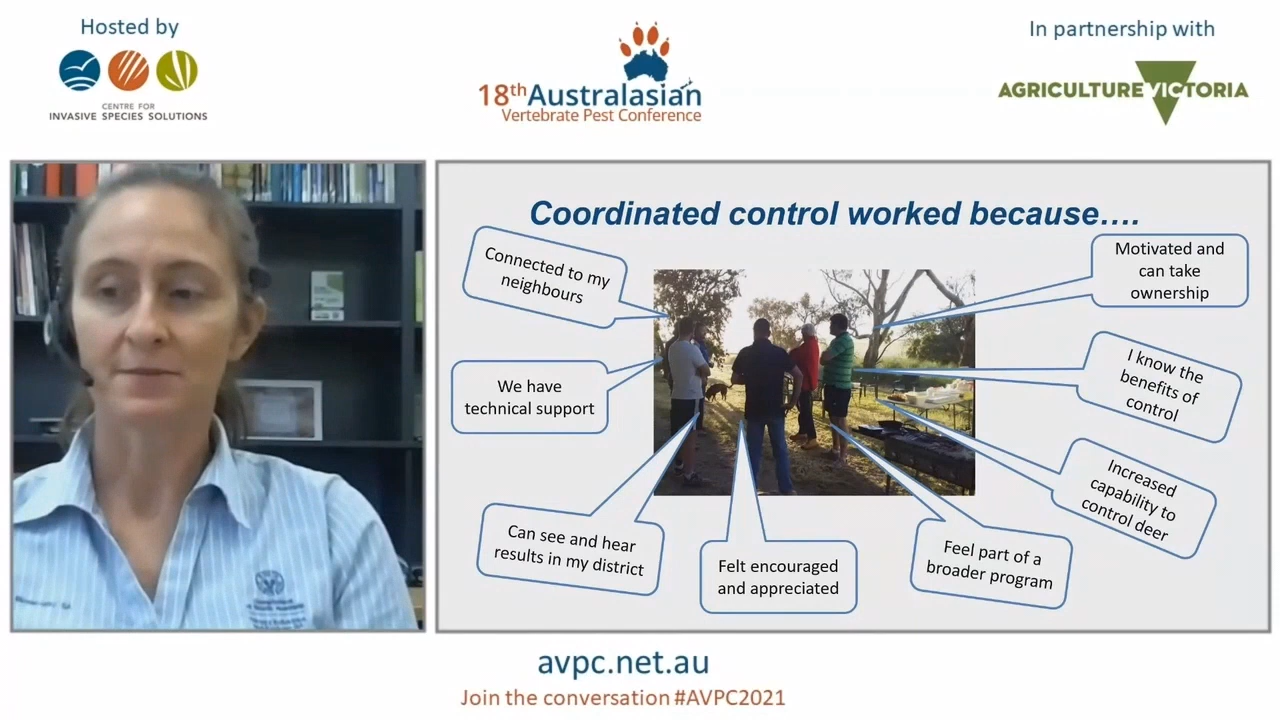 Hosted by
CENTRE FOR
INVASIVE SPECIES SOLUTIONS
18th Australasian
Vertebrate Pest Conference
In partnership with
AGRICULTURE VICTORIA
Coordinated control worked because….
Connected to my
neighbours
Motivated and
can take
ownership
We have
technical support
I know the
benefits of
control
Increased
capability to
control deer
Can see and hear
results in my district
Felt encouraged
and appreciated
Feel part of a
broader program
avpc.net.au
Join the conversation #AVPC2021